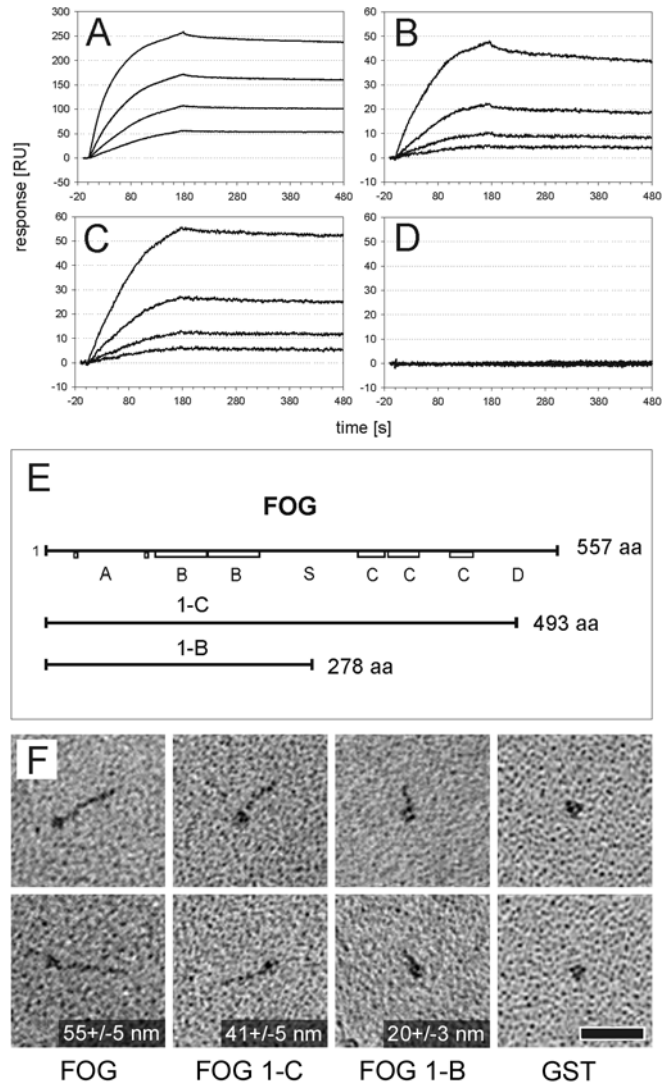 A
300
250
200
150
100
50
0
-50
-20 80 180 280 380 480
B
60
50
40
30
20
10
0
-10
-20 80 180 280 380 480
response [RU]
C
60
50
40
30
20
10
0
-10
-20 80 180 280 380 480
D
60
50
40
30
20
10
0
-10
-20 80 180 280 380 480
time [s]
E
FOG
1 557 aa
A B B S C C C D
1-C
493 aa
1-B
278 aa
F
55+/-5 nm 41+/-5 nm 20+/-3 nm
FOG FOG 1-C FOG 1-B GST